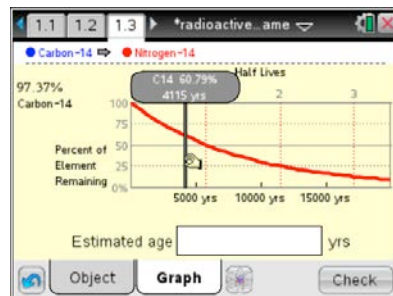 1.1 1.2 1.3 *radioactive...ame
Carbon-14 Nitrogen-14
Half Lives
C14 60.79%
4115 yrs
2 3
97.37%
Carbon-14
100
75
50
25
0%
Percent of
Element
Remaining
5000 yrs 10000 yrs 15000 yrs
Estimated age yrs
Object Graph Check